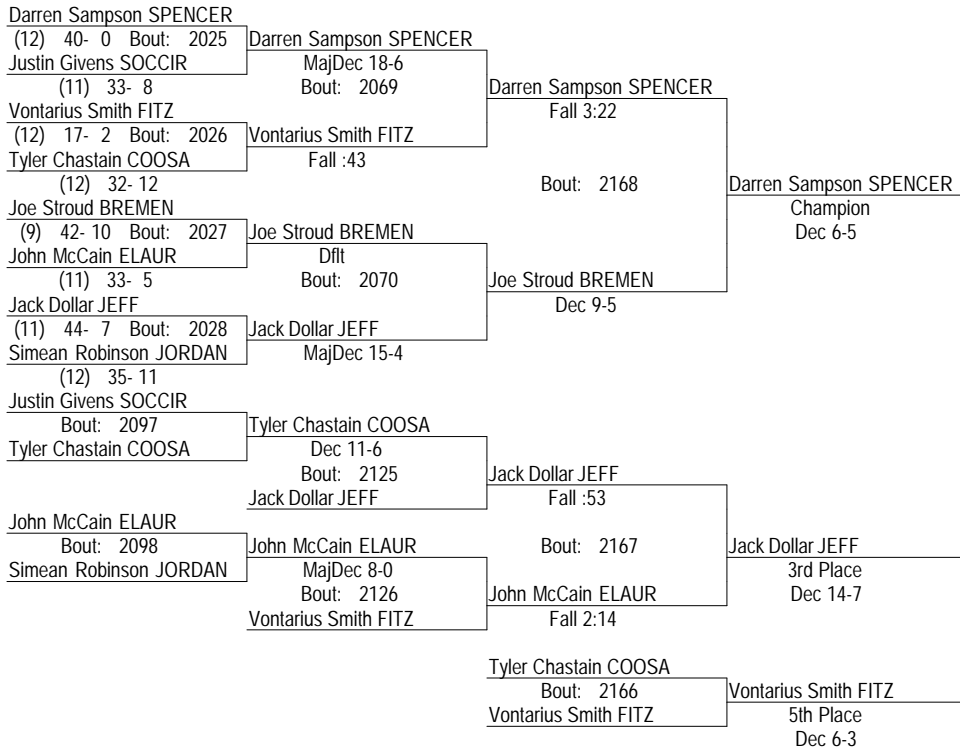 Darren Sampson SPENCER
(12) 40- 0 Bout: 2025
Darren Sampson SPENCER
Justin Givens SOCCIR
MajDec 18-6
(11) 33- 8
Bout: 2069
Darren Sampson SPENCER
Vontarius Smith FITZ
Fall 3:22
(12) 17- 2 Bout: 2026
Vontarius Smith FITZ
Tyler Chastain COOSA
Fall :43
(12) 32- 12
Bout: 2168
Darren Sampson SPENCER
Joe Stroud BREMEN
Champion
(9) 42- 10 Bout: 2027
Joe Stroud BREMEN
Dec 6-5
John McCain ELAUR
Dflt
(11) 33- 5
Bout: 2070
Joe Stroud BREMEN
Jack Dollar JEFF
Dec 9-5
(11) 44- 7 Bout: 2028
Jack Dollar JEFF
Simean Robinson JORDAN
MajDec 15-4
(12) 35- 11
Justin Givens SOCCIR
Bout: 2097
Tyler Chastain COOSA
Tyler Chastain COOSA
Dec 11-6
Bout: 2125
Jack Dollar JEFF
Jack Dollar JEFF
Fall :53
John McCain ELAUR
Bout: 2098
John McCain ELAUR
Bout: 2167
Jack Dollar JEFF
Simean Robinson JORDAN
MajDec 8-0
3rd Place
Bout: 2126
John McCain ELAUR
Dec 14-7
Vontarius Smith FITZ
Fall 2:14
Tyler Chastain COOSA
Bout: 2166
Vontarius Smith FITZ
Vontarius Smith FITZ
5th Place
Dec 6-3